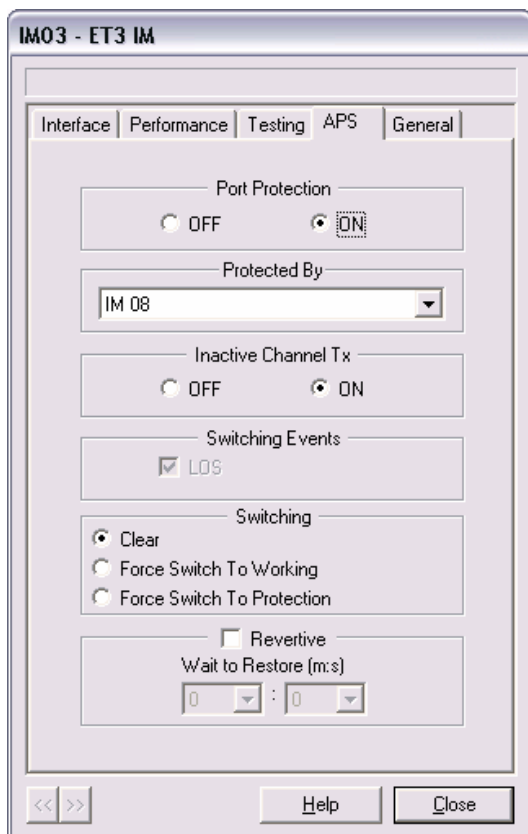 IM03 - ET3 IM
Interface Performance Testing APS General
Port Protection
OFF ON
Protected By
IM 08
Inactive Channel Tx
OFF ON
Switching Events
LOS
Switching
Clear
Force Switch To Working
Force Switch To Protection
Revertive
Wait to Restore (m:s)
0 : 0
<< >> Help Close